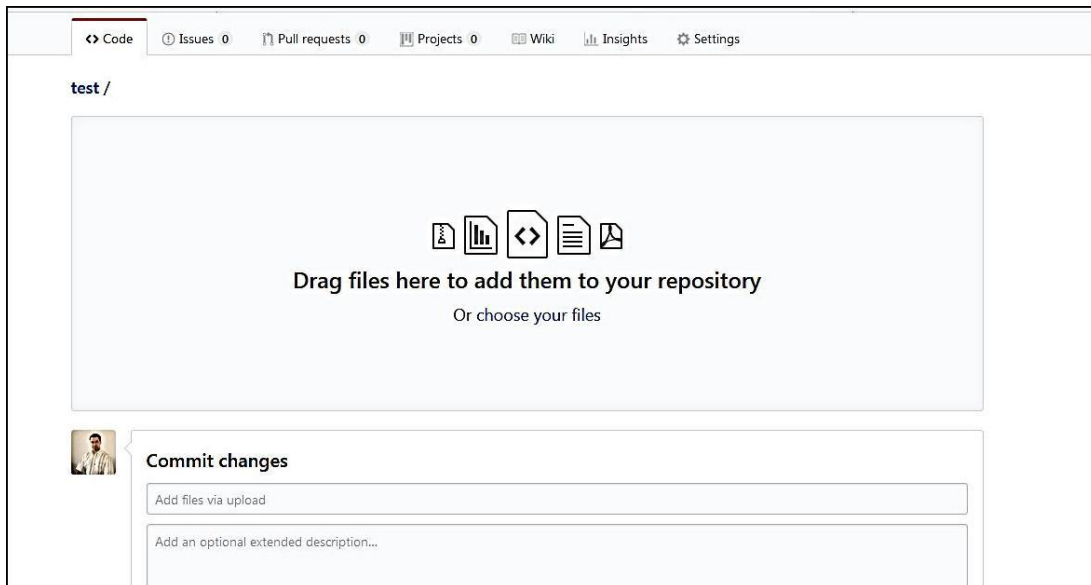 Code Issues 0 Pull requests 0 Projects 0 Wiki Insights Settings
test /
Drag files here to add them to your repository
Or choose your files
Commit changes
Add files via upload
Add an optional extended description...